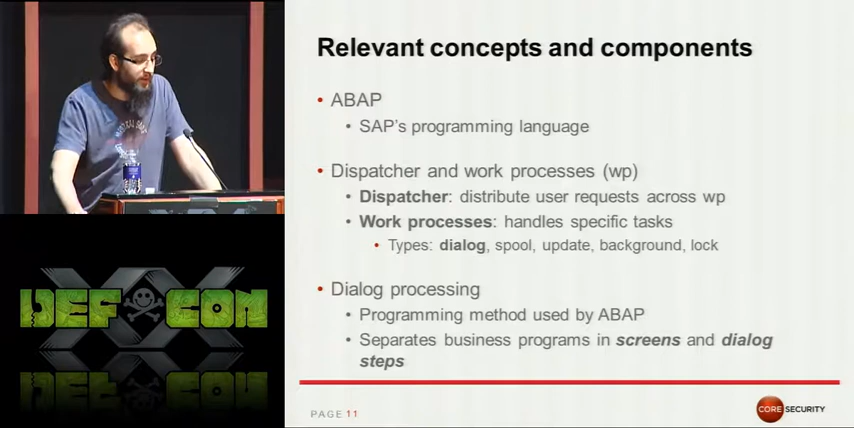 Relevant concepts and components
• ABAP
• SAP's programming language
• Dispatcher and work processes (wp)
• Dispatcher: distribute user requests across wp
• Work processes: handles specific tasks
• Types: dialog, spool, update, background, lock
• Dialog processing
• Programming method used by ABAP
• Separates business programs in screens and dialog
steps
PAGE 11
CORE SECURITY
DEF CON
XX